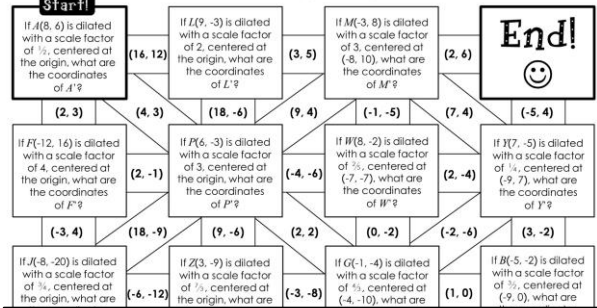 Start!
If A(8, 6) is dilated
with a scale factor
of ½, centered at
the origin, what are
the coordinates
of A'?
(16, 12)
If L(9, -3) is dilated
with a scale factor
of 2, centered at
the origin, what are
the coordinates
of L'?
(3, 5)
If M(-3, 8) is dilated
with a scale factor
of 3, centered at
(-8, 10), what are
the coordinates
of M'?
(2, 6)
End!
(2, 3)
(4, 3)
(18, -6)
(9, 4)
(-1, -5)
(7, 4)
(-5, 4)
If F(-12, 16) is dilated
with a scale factor
of 4, centered at
the origin, what are
the coordinates
of F'?
(2, -1)
If P(6, -3) is dilated
with a scale factor
of 3, centered at
the origin, what are
the coordinates
of P'?
(-4, -6)
If W(8, -2) is dilated
with a scale factor
of ⅗, centered at
(-7, -7), what are
the coordinates
of W'?
(2, -4)
If Y(7, -5) is dilated
with a scale factor
of ¼, centered at
(-9, 7), what are
the coordinates
of Y'?
(-3, 4)
(18, -9)
(9, -6)
(2, 2)
(0, -2)
(-2, -6)
(3, -2)
If J(-8, -20) is dilated
with a scale factor
of ¾, centered at
the origin, what are
(-6, -12)
If Z(3, -9) is dilated
with a scale factor
of ⅓, centered at
the origin, what are
(-3, -8)
If G(-1, -4) is dilated
with a scale factor
of centered at
(-4, -10), what are
(1, 0)
If B(-5, -2) is dilated
with a scale factor
of ³⁄₂, centered at
(-9, 0), what are